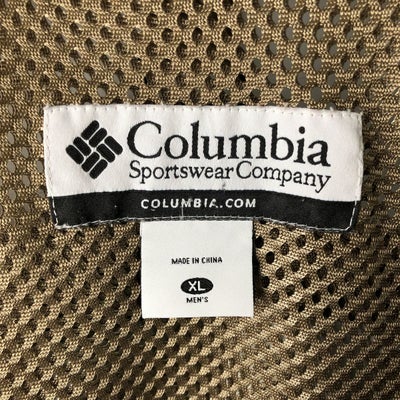 Columbia
Sportswear Company
COLUMBIA.COM
MADE IN CHINA
XL
MEN'S